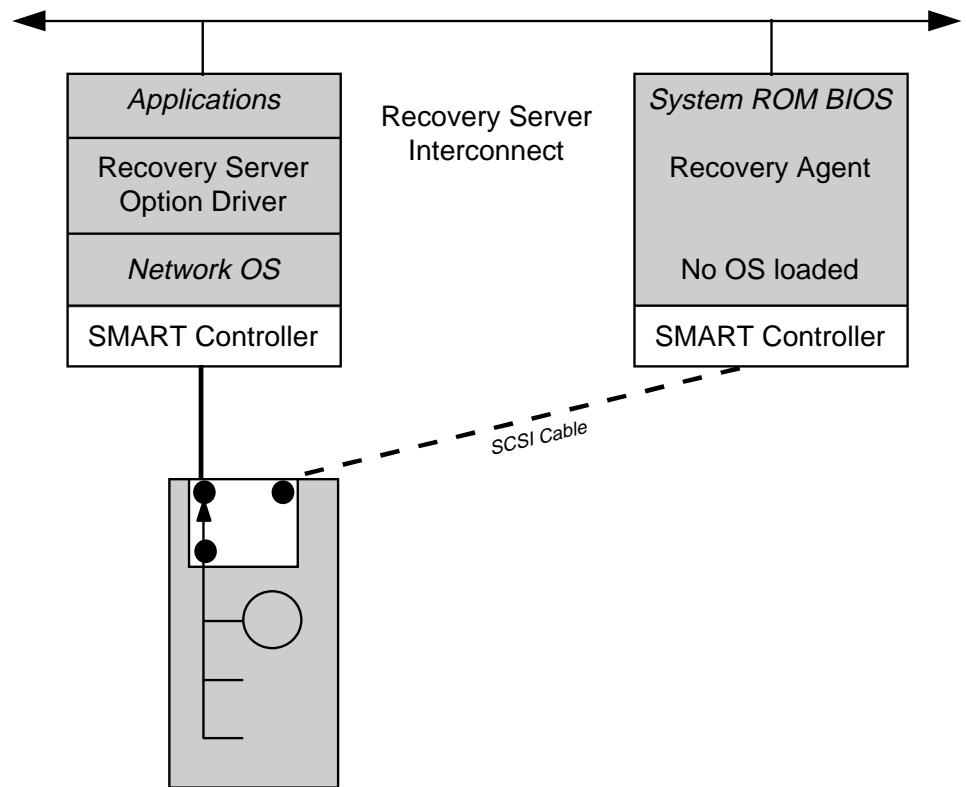 Applications
Recovery Server
Option Driver
Network OS
SMART Controller
Recovery Server
Interconnect
System ROM BIOS
Recovery Agent
No OS loaded
SMART Controller
SCSI Cable